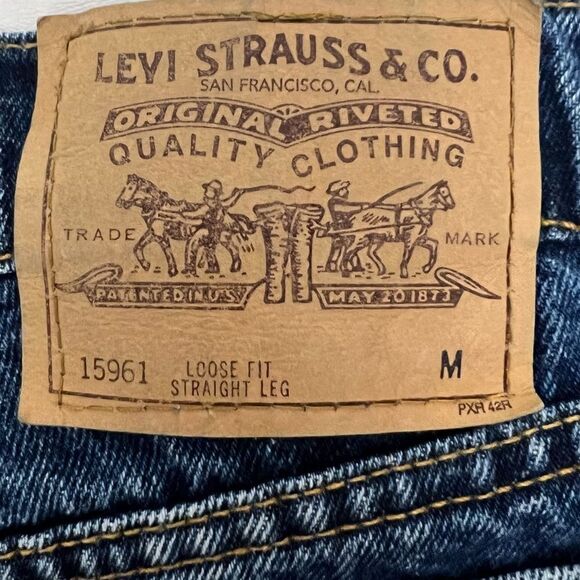 LEVI STRAUSS & CO.
SAN FRANCISCO, CAL.
ORIGINAL RIVETED
QUALITY CLOTHING
TRADE MARK
PATENTED IN U.S. MAY 20 1873
15961 LOOSE FIT M
STRAIGHT LEG
PXR 42R